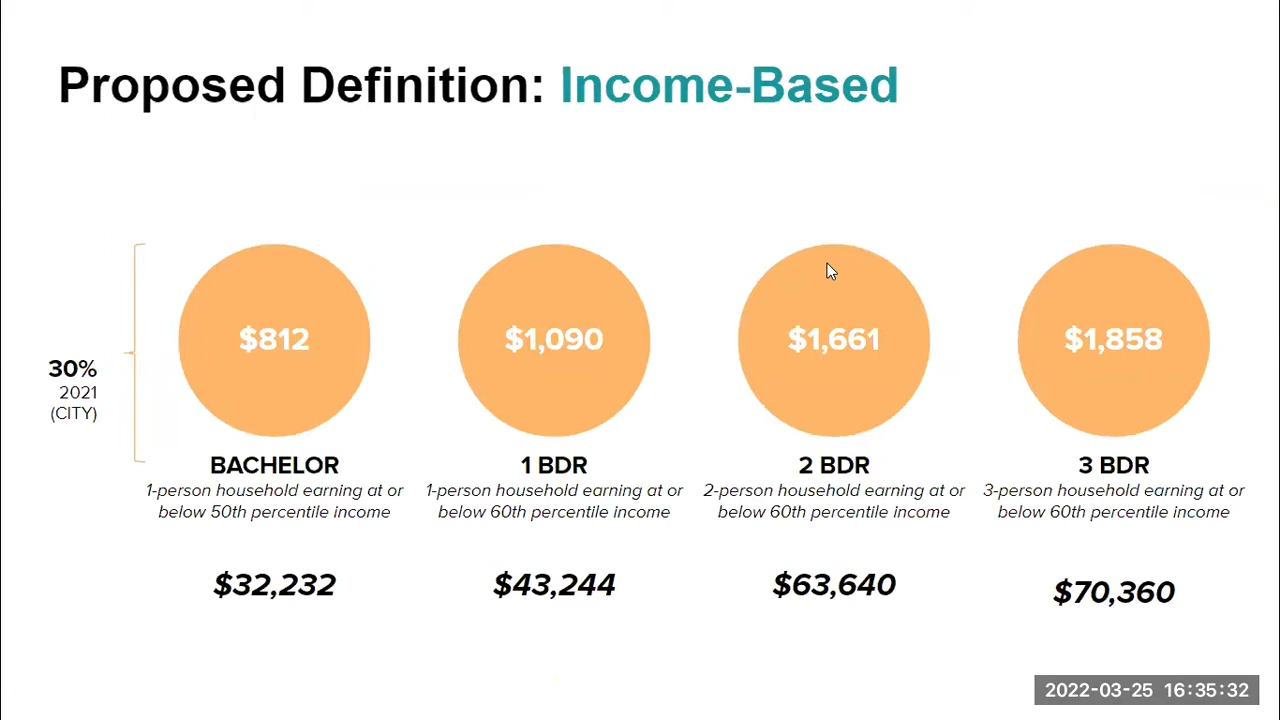 Proposed Definition: Income-Based
30%
2021
(CITY)
$812
BACHELOR
1-person household earning at or
below 50th percentile income
$32,232
$1,090
1 BDR
1-person household earning at or
below 60th percentile income
$43,244
$1,661
2 BDR
2-person household earning at or
below 60th percentile income
$63,640
$1,858
3 BDR
3-person household earning at or
below 60th percentile income
$70,360
2022-03-25 16:35:32